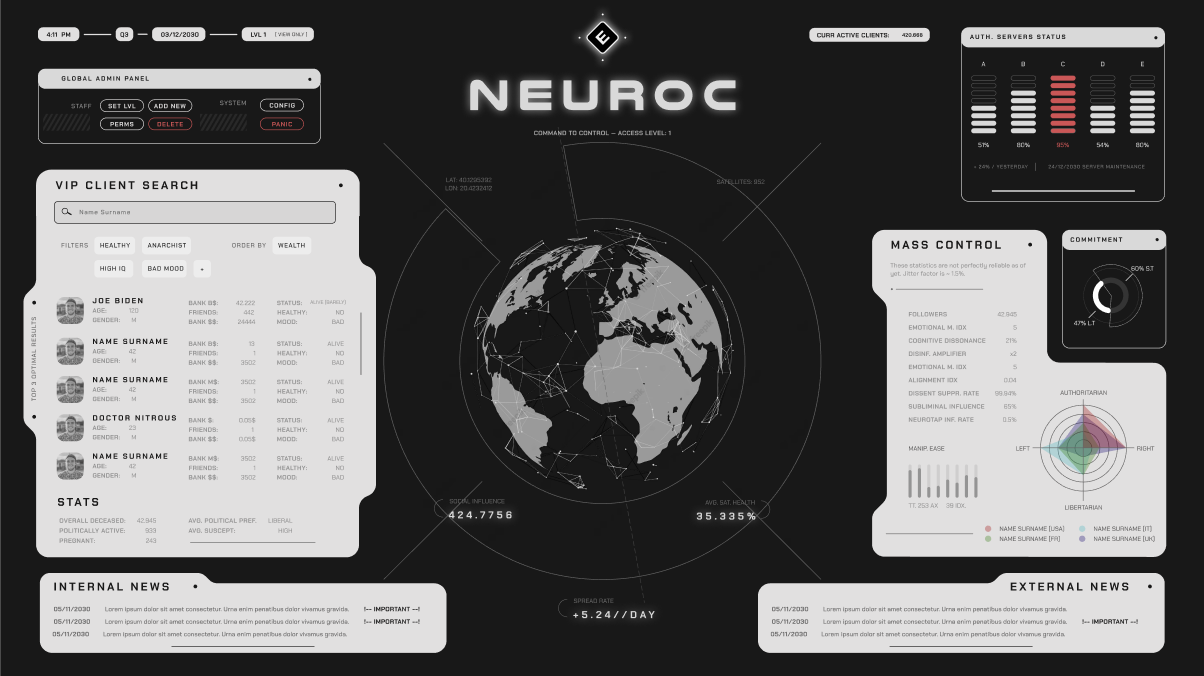 4:11 PM
Q3
03/12/2030
LVL 1 [ VIEW ONLY ]
E
CURR ACTIVE CLIENTS: 420.669
NEUROC
COMMAND TO CONTROL — ACCESS LEVEL: 1
GLOBAL ADMIN PANEL
STAFF
SET LVL
ADD NEW
PERMS
DELETE
SYSTEM
CONFIG
PANIC
AUTH. SERVERS STATUS
A B C D E
51% 80% 95% 54% 80%
+ 24% / YESTERDAY
24/12/2030 SERVER MAINTENANCE
VIP CLIENT SEARCH
Name Surname
FILTERS HEALTHY ANARCHIST ORDER BY WEALTH
HIGH IQ BAD MOOD +
TOP 3 OPTIMAL RESULTS
JOE BIDEN
AGE: 120
GENDER: M
BANK B$: 42.222
FRIENDS: 442
BANK $$: 24444
STATUS: ALIVE [BARELY]
HEALTHY: NO
MOOD: BAD
NAME SURNAME
AGE: 42
GENDER: M
BANK B$: 13
FRIENDS: 1
BANK $$: 3502
STATUS: ALIVE
HEALTHY: NO
MOOD: BAD
NAME SURNAME
AGE: 42
GENDER: M
BANK M$: 3502
FRIENDS: 1
BANK $$: 3502
STATUS: ALIVE
HEALTHY: NO
MOOD: BAD
DOCTOR NITROUS
AGE: 23
GENDER: M
BANK $: 0.05$
FRIENDS: 1
BANK $$: 0.05$
STATUS: ALIVE
HEALTHY: NO
MOOD: BAD
NAME SURNAME
AGE: 42
GENDER: M
BANK M$: 3502
FRIENDS: 1
BANK $$: 3502
STATUS: ALIVE
HEALTHY: NO
MOOD: BAD
STATS
OVERALL DECEASED: 42.945
POLITICALLY ACTIVE: 939
PREGNANT: 243
AVG. POLITICAL PREF. LIBERAL
AVG. SUSCEPT: HIGH
SATELLITES: 952
SOCIAL INFLUENCE
424.7756
AVG. SAT. HEALTH
35.335%
SPREAD RATE
+5.24//DAY
MASS CONTROL
These statistics are not perfectly reliable as of
yet. Jitter factor is ~ 1.5%.
FOLLOWERS 42.945
EMOTIONAL M. IDX 5
COGNITIVE DISSONANCE 21%
DISINF. AMPLIFIER x2
EMOTIONAL M. IDX 5
ALIGNMENT IDX 0.04
DISSENT SUPPR. RATE 99.64%
SUBLIMINAL INFLUENCE 65%
NEUROTAP INF. RATE 0.5%
MANIP. EASE
TT. 253 AX
39 IDX.
COMMITMENT
60% S.T
47% L.T
AUTHORITARIAN
LEFT
RIGHT
LIBERTARIAN
NAME SURNAME [USA]
NAME SURNAME [IT]
NAME SURNAME [FR]
NAME SURNAME [UK]
INTERNAL NEWS
05/11/2030 Lorem ipsum dolor sit amet consectetur. Urna enim penatibus dolor vivamus gravida. !-- IMPORTANT --!
05/11/2030 Lorem ipsum dolor sit amet consectetur. Urna enim penatibus dolor vivamus gravida. !-- IMPORTANT --!
05/11/2030 Lorem ipsum dolor sit amet consectetur. Urna enim penatibus dolor vivamus gravida.
EXTERNAL NEWS
05/11/2030 Lorem ipsum dolor sit amet consectetur. Urna enim penatibus dolor vivamus gravida.
05/11/2030 Lorem ipsum dolor sit amet consectetur. Urna enim penatibus dolor vivamus gravida. !-- IMPORTANT --!
05/11/2030 Lorem ipsum dolor sit amet consectetur. Urna enim penatibus dolor vivamus gravida.